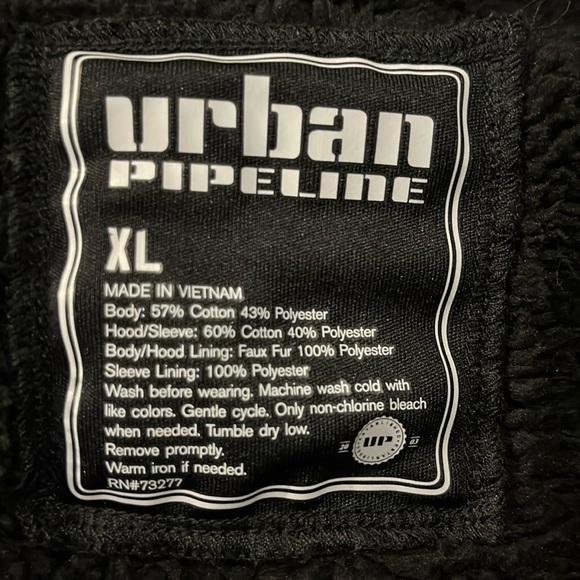 urban
PIPELINE
XL
MADE IN VIETNAM
Body: 57% Cotton 43% Polyester
Hood/Sleeve: 60% Cotton 40% Polyester
Body/Hood Lining: Faux Fur 100% Polyester
Sleeve Lining: 100% Polyester
Wash before wearing. Machine wash cold with
like colors. Gentle cycle. Only non-chlorine bleach
when needed. Tumble dry low.
Remove promptly.
Warm iron if needed.
RN#73277
20 UP 03